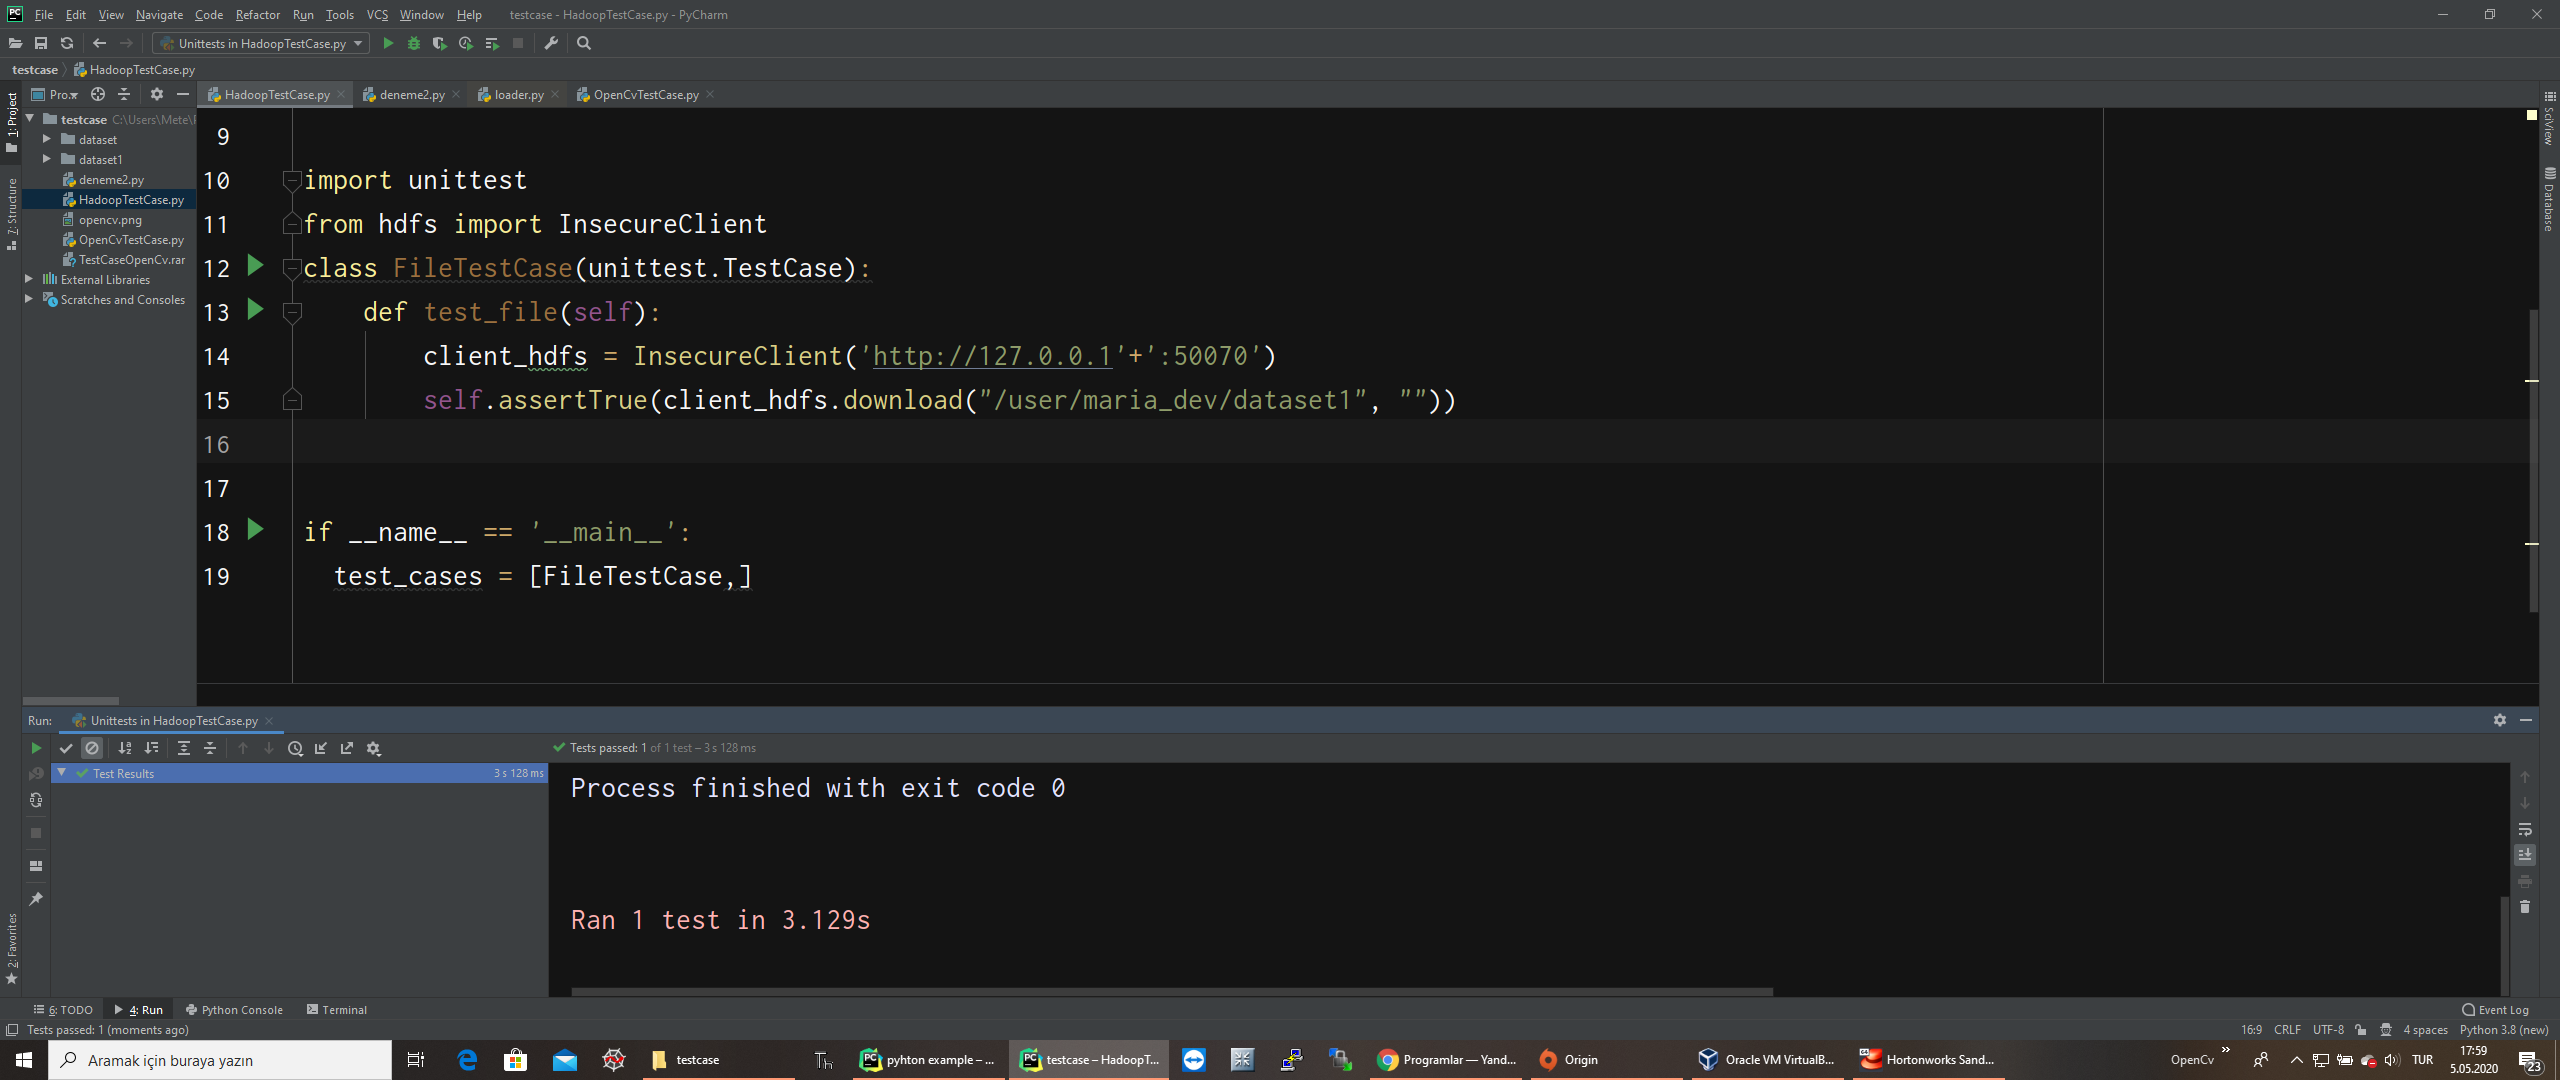 File Edit View Navigate Code Refactor Run Tools VCS Window Help testcase - HadoopTestCase.py - PyCharm
Unittests in HadoopTestCase.py
testcase HadoopTestCase.py
Pro... HadoopTestCase.py deneme2.py loader.py OpenCvTestCase.py
1: Project
7: Structure
2: Favorites
SciView
Database
testcase C:\Users\Mete\
dataset
dataset1
deneme2.py
HadoopTestCase.py
opencv.png
OpenCvTestCase.py
TestCaseOpenCv.rar
External Libraries
Scratches and Consoles
9
10 import unittest
11 from hdfs import InsecureClient
12 class FileTestCase(unittest.TestCase):
13 def test_file(self):
14 client_hdfs = InsecureClient('http://127.0.0.1'+':50070')
15 self.assertTrue(client_hdfs.download("/user/maria_dev/dataset1", ""))
16
17
18 if __name__ == '__main__':
19 test_cases = [FileTestCase,]
Run: Unittests in HadoopTestCase.py
Tests passed: 1 of 1 test – 3 s 128 ms
Test Results 3 s 128 ms
Process finished with exit code 0
Ran 1 test in 3.129s
6: TODO 4: Run Python Console Terminal Event Log
Tests passed: 1 (moments ago) 16:9 CRLF UTF-8 4 spaces Python 3.8 (new)
Aramak için buraya yazın testcase pyhton example – ... testcase – HadoopT... Programlar — Yand... Origin Oracle VM VirtualB... Hortonworks Sand... OpenCv TUR 17:59
5.05.2020 23